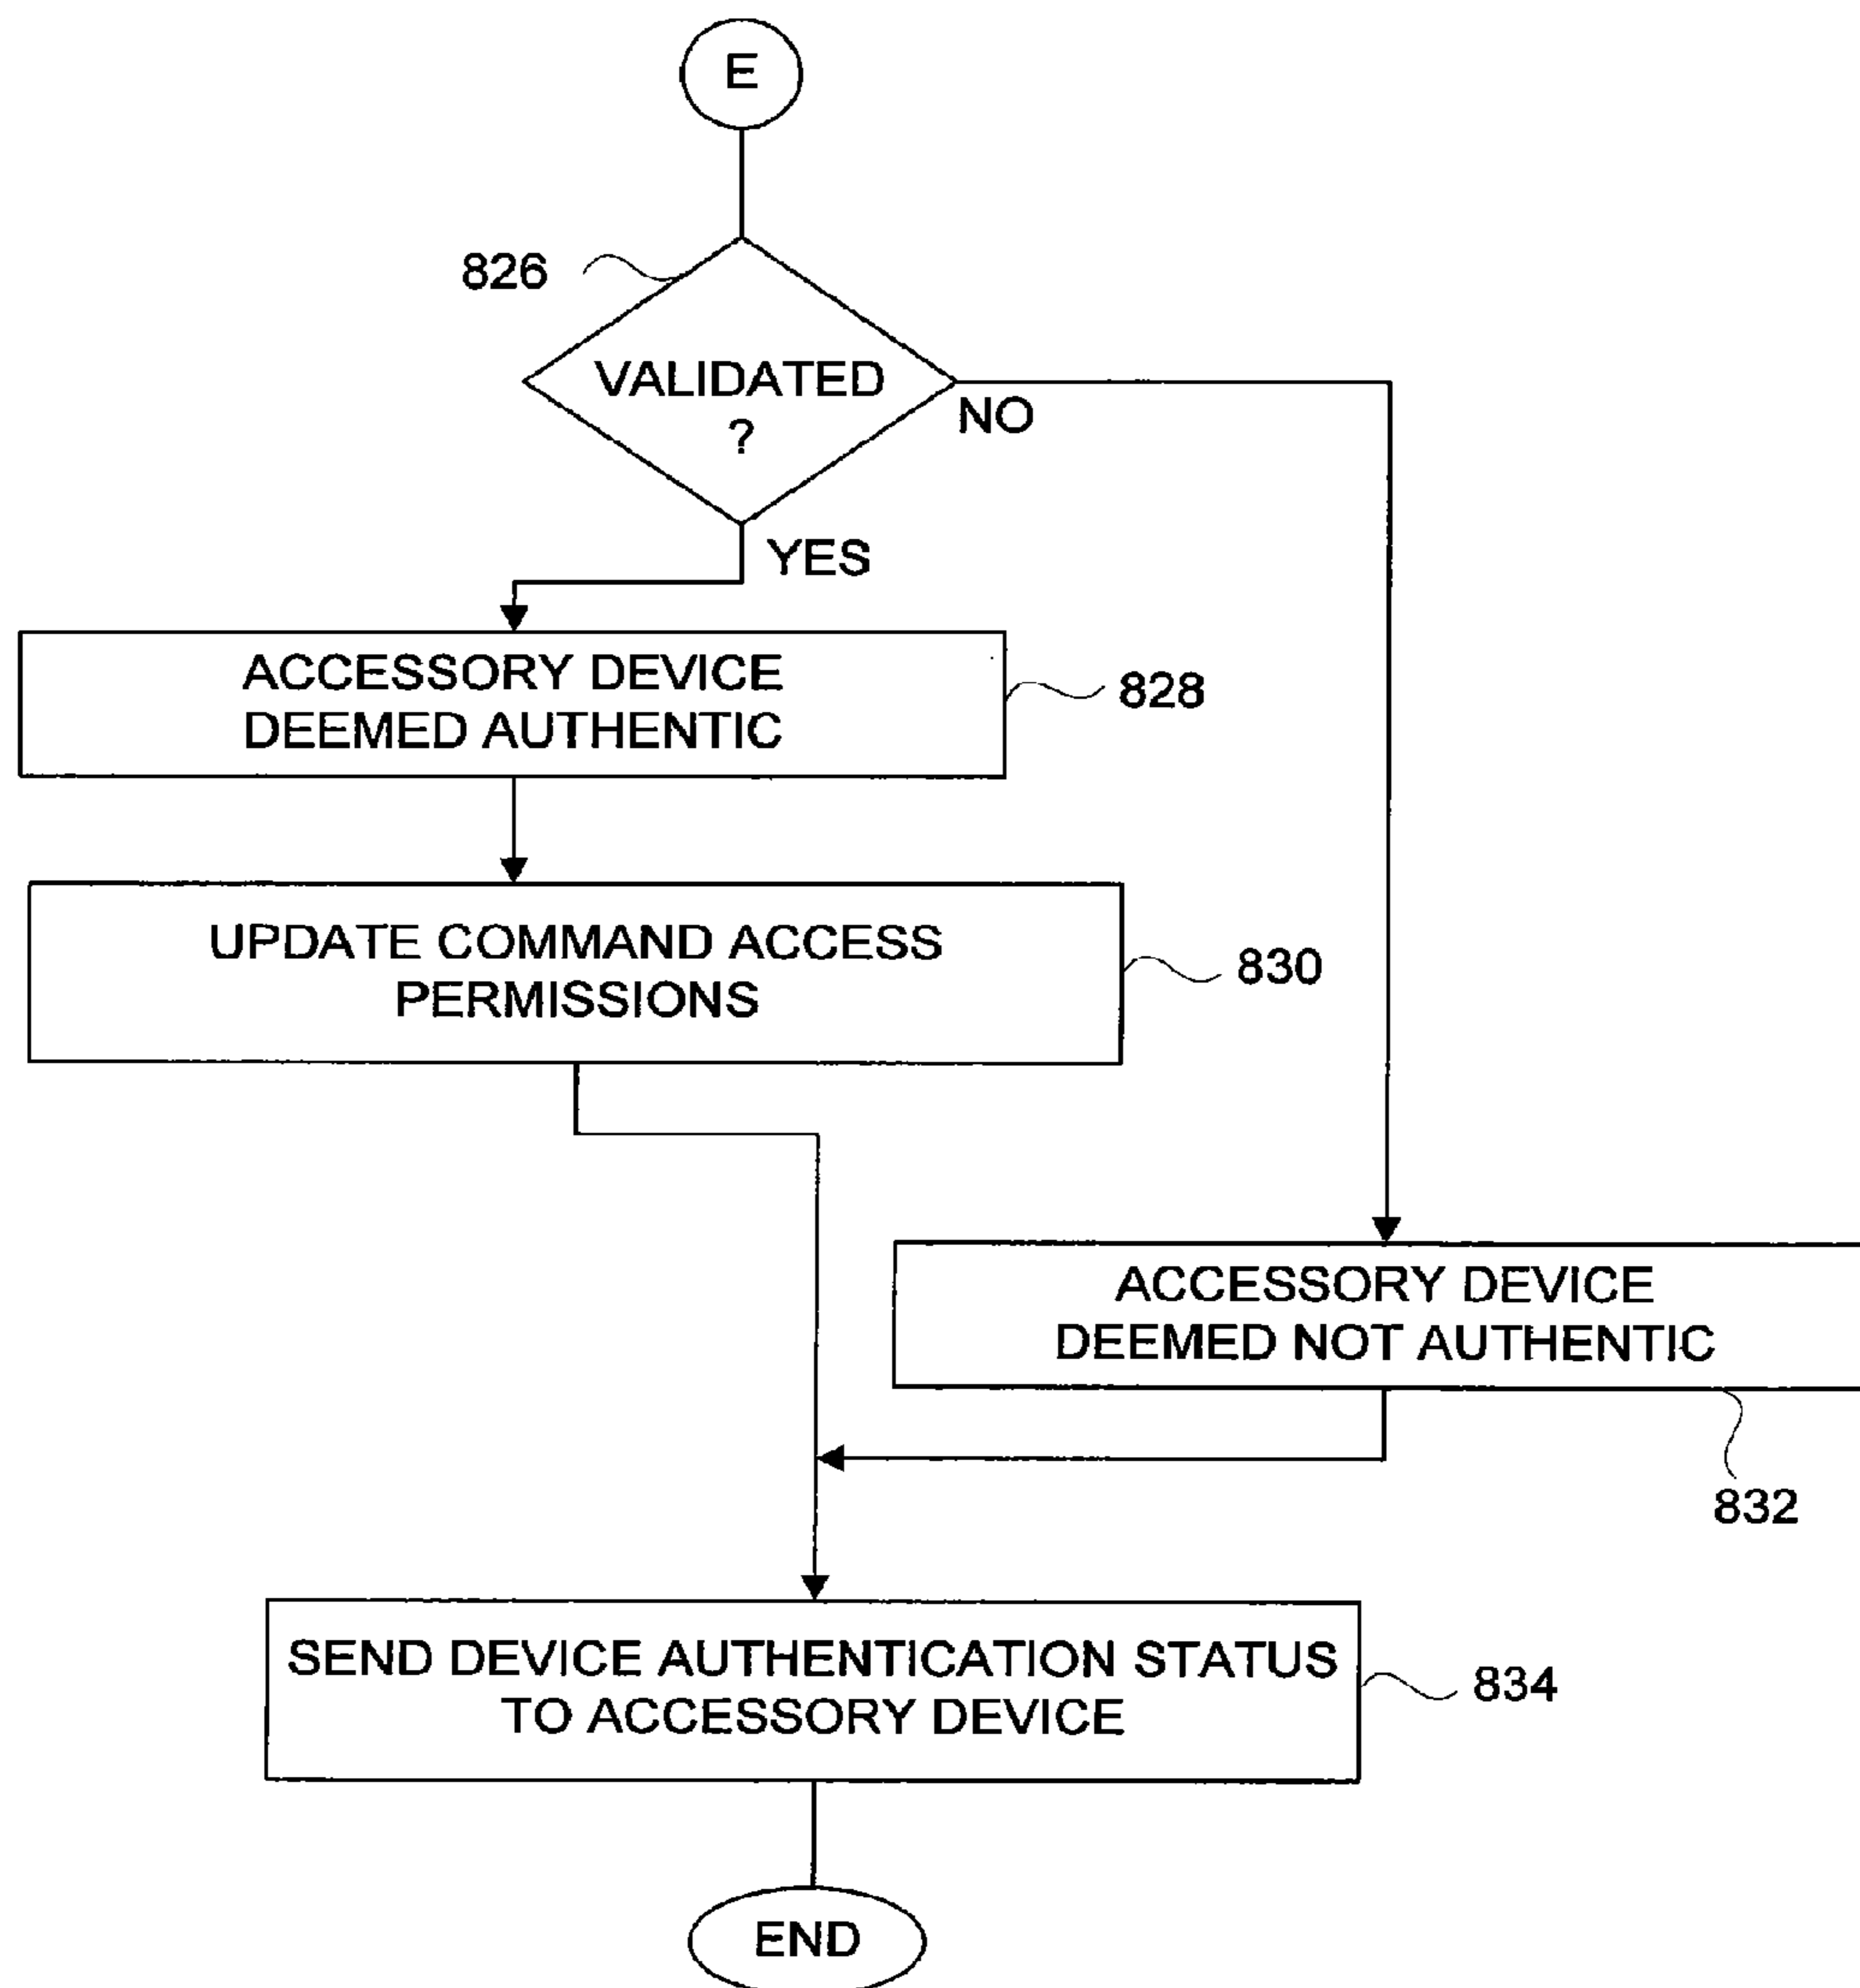 E
826
VALIDATED
?
NO
YES
ACCESSORY DEVICE
DEEMED AUTHENTIC
828
UPDATE COMMAND ACCESS
PERMISSIONS
830
ACCESSORY DEVICE
DEEMED NOT AUTHENTIC
832
SEND DEVICE AUTHENTICATION STATUS
TO ACCESSORY DEVICE
834
END